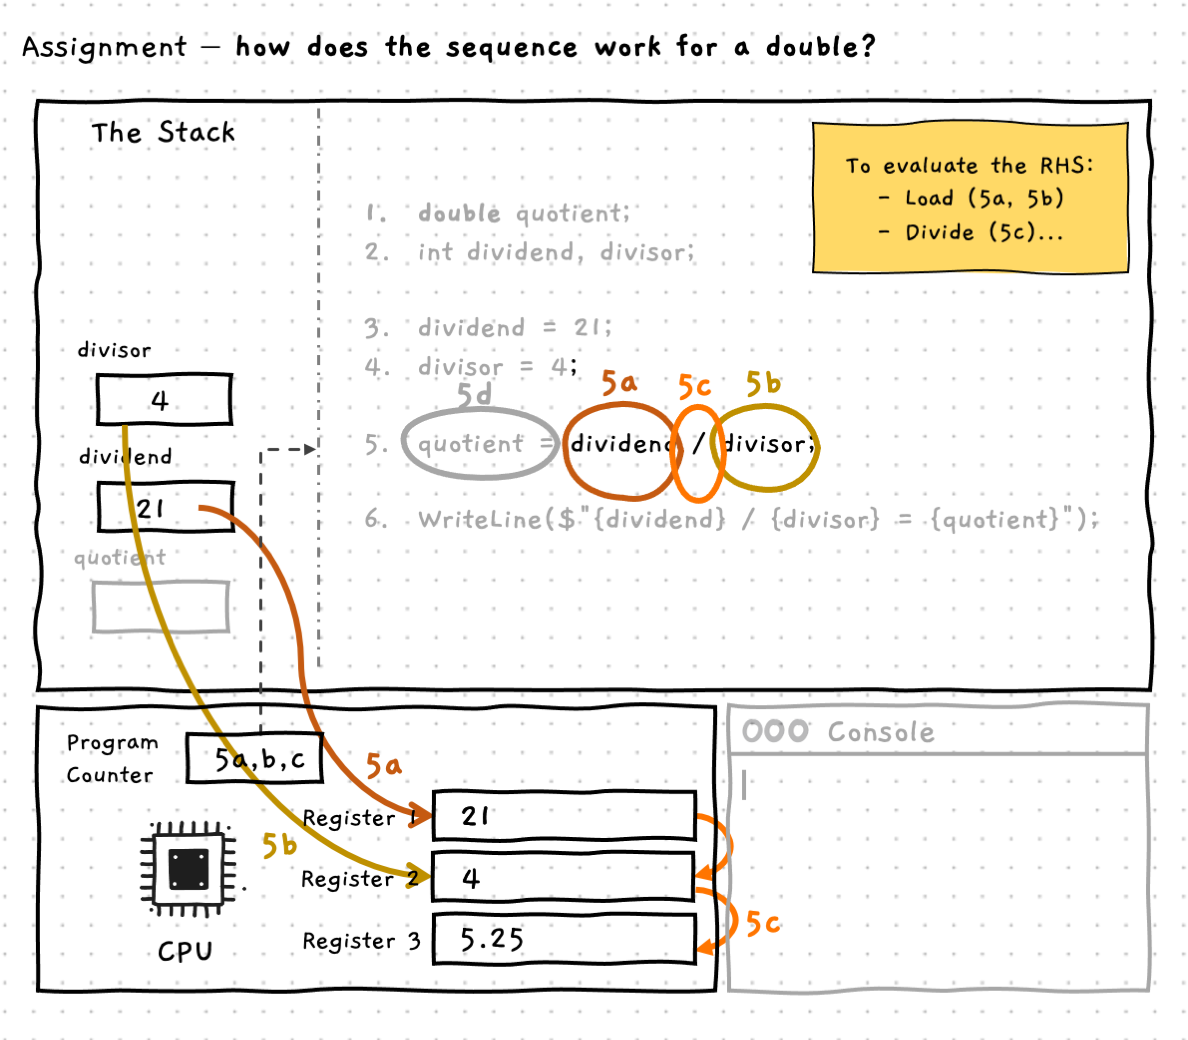 Assignment — how does the sequence work for a double?
The Stack
To evaluate the RHS:
- Load (5a, 5b)
- Divide (5c)...
1. double quotient;
2. int dividend, divisor;
3. dividend = 21;
4. divisor = 4;
5d
5a
5c
5b
5. quotient = dividend / divisor;
6. WriteLine($"{dividend} / {divisor} = {quotient}");
divisor
4
dividend
21
quotient
Program
Counter
5a,b,c
5a
5b
CPU
Register 1
21
Register 2
4
Register 3
5.25
5c
Console